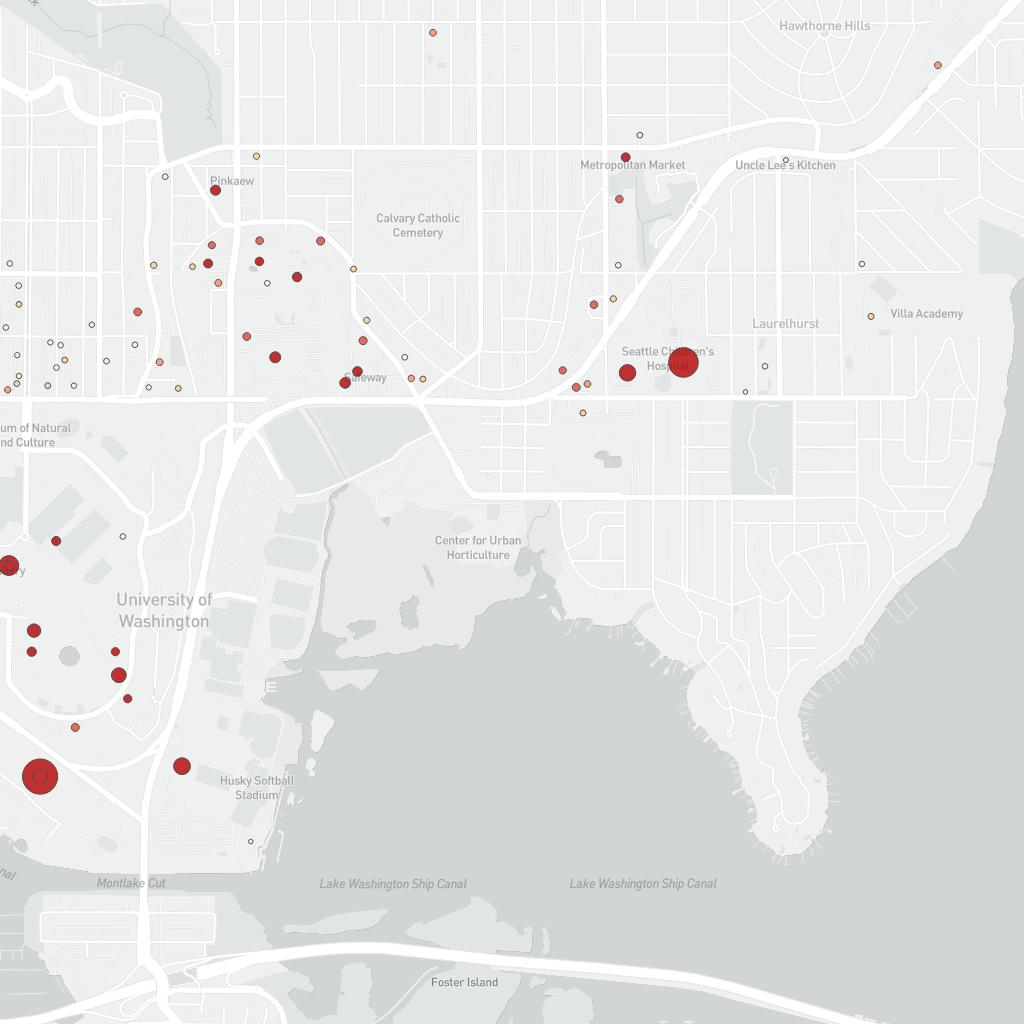 Hawthorne Hills
Metropolitan Market
Uncle Lee's Kitchen
Pinkaew
Calvary Catholic
Cemetery
Villa Academy
Laurelhurst
Seattle Children's
Hospital
Safeway
um of Natural
nd Culture
Center for Urban
Horticulture
ry
University of
Washington
Husky Softball
Stadium
nal
Montlake Cut
Lake Washington Ship Canal
Lake Washington Ship Canal
Foster Island